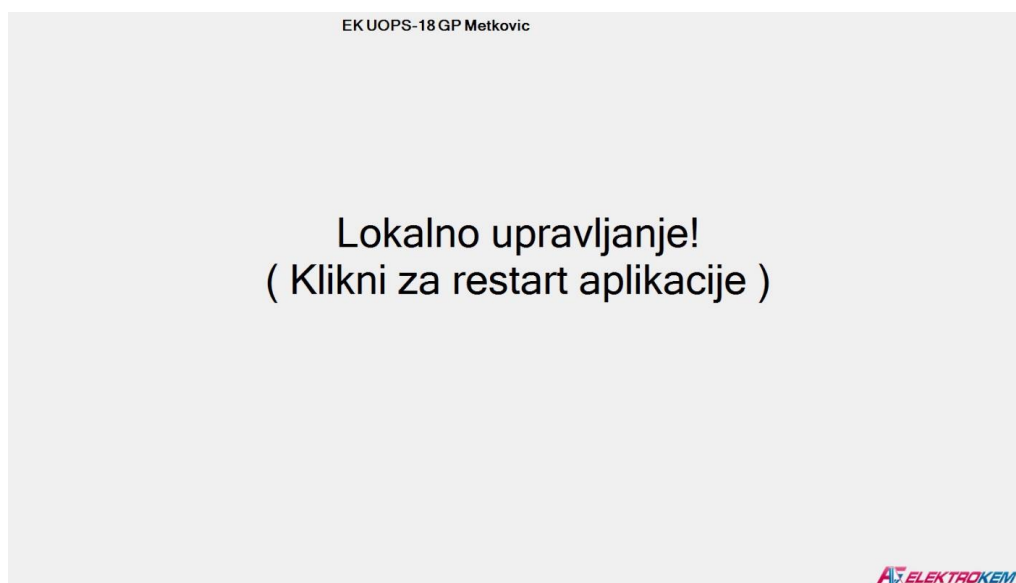 EK UOPS-18 GP Metkovic
Lokalno upravljanje!
( Klikni za restart aplikacije )
ELEKTROKEM